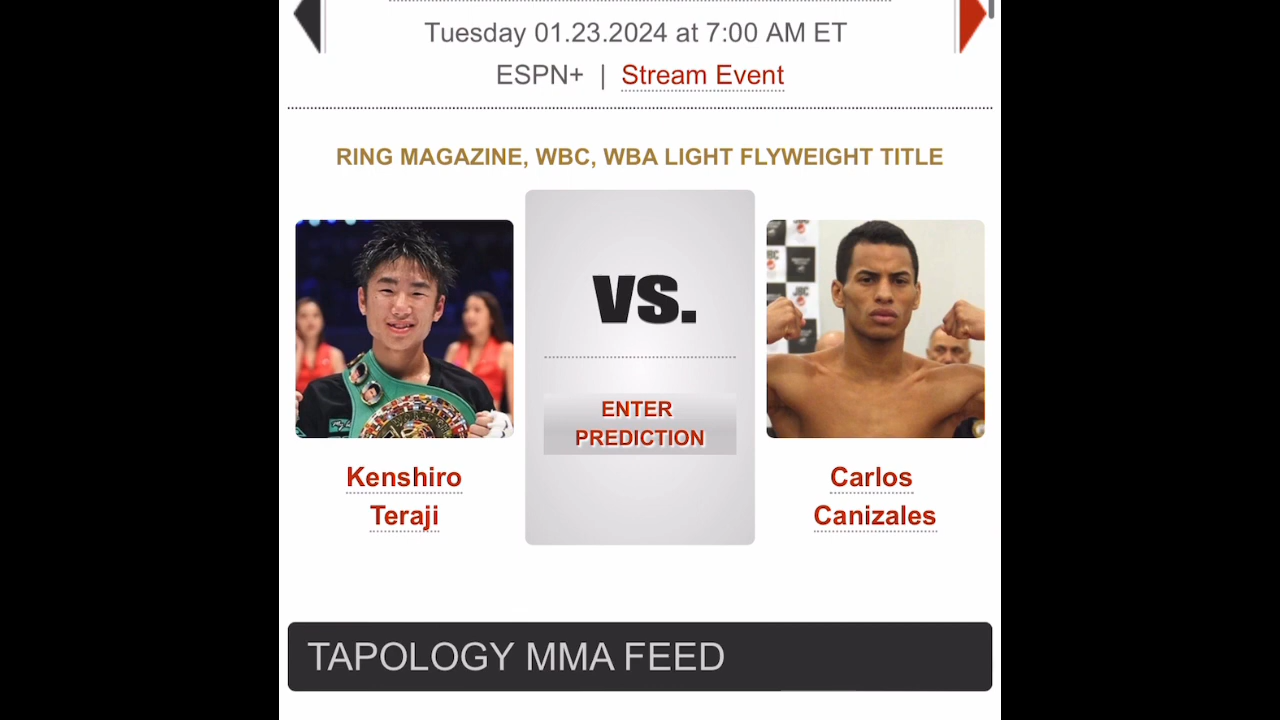 Tuesday 01.23.2024 at 7:00 AM ET
ESPN+ | Stream Event
RING MAGAZINE, WBC, WBA LIGHT FLYWEIGHT TITLE
VS.
ENTER
PREDICTION
Kenshiro
Teraji
Carlos
Canizales
TAPOLOGY MMA FEED